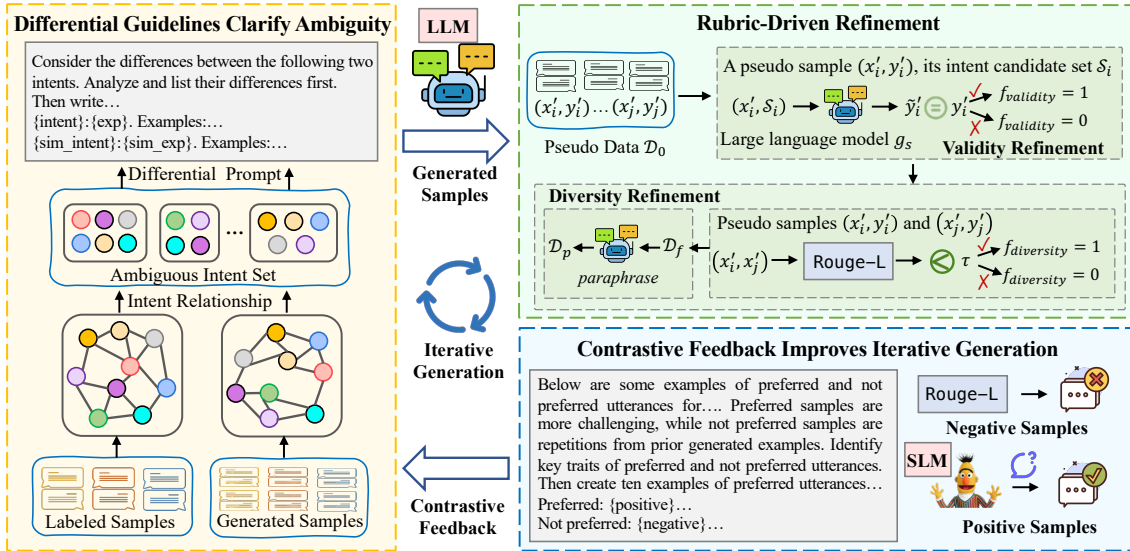 Differential Guidelines Clarify Ambiguity
Consider the differences between the following two
intents. Analyze and list their differences first.
Then write…
{intent}:{exp}. Examples:…
{sim_intent}:{sim_exp}. Examples:…
Differential Prompt
...
Ambiguous Intent Set
Intent Relationship
Labeled Samples
Generated Samples
LLM
Generated
Samples
Iterative
Generation
Contrastive
Feedback
Rubric-Driven Refinement
(x′ᵢ, y′ᵢ) … (x′ⱼ, y′ⱼ)
Pseudo Data 𝒟₀
A pseudo sample (x′ᵢ, y′ᵢ), its intent candidate set 𝒮ᵢ
(x′ᵢ, 𝒮ᵢ)
ỹ′ᵢ = y′ᵢ
f_validity = 1
f_validity = 0
Large language model gₛ
Validity Refinement
Diversity Refinement
𝒟_p
𝒟_f
paraphrase
Pseudo samples (x′ᵢ, y′ᵢ) and (x′ⱼ, y′ⱼ)
(x′ᵢ, x′ⱼ)
Rouge-L
< τ
f_diversity = 1
f_diversity = 0
Contrastive Feedback Improves Iterative Generation
Below are some examples of preferred and not
preferred utterances for…. Preferred samples are
more challenging, while not preferred samples are
repetitions from prior generated examples. Identify
key traits of preferred and not preferred utterances.
Then create ten examples of preferred utterances…
Preferred: {positive}…
Not preferred: {negative}…
Rouge-L
Negative Samples
SLM
?
Positive Samples